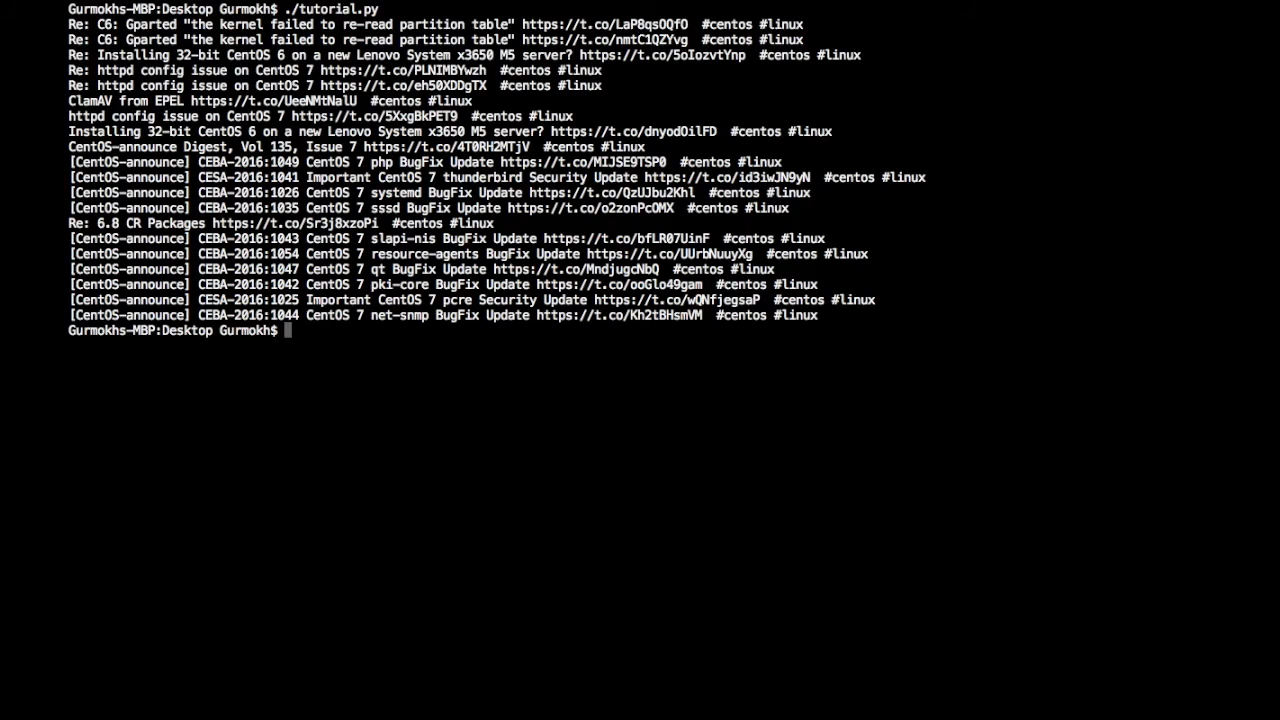 Gurmokhs-MBP:Desktop Gurmokh$ ./tutorial.py
Re: C6: Gparted "the kernel failed to re-read partition table" https://t.co/LaP8qsOQfO #centos #linux
Re: C6: Gparted "the kernel failed to re-read partition table" https://t.co/nmtC1QZYvg #centos #linux
Re: Installing 32-bit CentOS 6 on a new Lenovo System x3650 M5 server? https://t.co/5oIozvtYnp #centos #linux
Re: httpd config issue on CentOS 7 https://t.co/PLNIMBYwzh #centos #linux
Re: httpd config issue on CentOS 7 https://t.co/eh50XDDgTX #centos #linux
ClamAV from EPEL https://t.co/UeeNMtNalU #centos #linux
httpd config issue on CentOS 7 https://t.co/5XxgBkPET9 #centos #linux
Installing 32-bit CentOS 6 on a new Lenovo System x3650 M5 server? https://t.co/dnyodOilFD #centos #linux
CentOS-announce Digest, Vol 135, Issue 7 https://t.co/4T0RH2MTjV #centos #linux
[CentOS-announce] CEBA-2016:1049 CentOS 7 php BugFix Update https://t.co/MIJSE9TSP0 #centos #linux
[CentOS-announce] CESA-2016:1041 Important CentOS 7 thunderbird Security Update https://t.co/id3iwJN9yN #centos #linux
[CentOS-announce] CEBA-2016:1026 CentOS 7 systemd BugFix Update https://t.co/QzUJbu2Khl #centos #linux
[CentOS-announce] CEBA-2016:1035 CentOS 7 sssd BugFix Update https://t.co/o2zonPcOMX #centos #linux
Re: 6.8 CR Packages https://t.co/Sr3j8xzoPi #centos #linux
[CentOS-announce] CEBA-2016:1043 CentOS 7 slapi-nis BugFix Update https://t.co/bfLR07UinF #centos #linux
[CentOS-announce] CEBA-2016:1054 CentOS 7 resource-agents BugFix Update https://t.co/UUrbNuuyXg #centos #linux
[CentOS-announce] CEBA-2016:1047 CentOS 7 qt BugFix Update https://t.co/MndjugcNbQ #centos #linux
[CentOS-announce] CEBA-2016:1042 CentOS 7 pki-core BugFix Update https://t.co/ooGlo49gam #centos #linux
[CentOS-announce] CESA-2016:1025 Important CentOS 7 pcre Security Update https://t.co/wQNfjegsaP #centos #linux
[CentOS-announce] CEBA-2016:1044 CentOS 7 net-snmp BugFix Update https://t.co/Kh2tBHsmVM #centos #linux
Gurmokhs-MBP:Desktop Gurmokh$